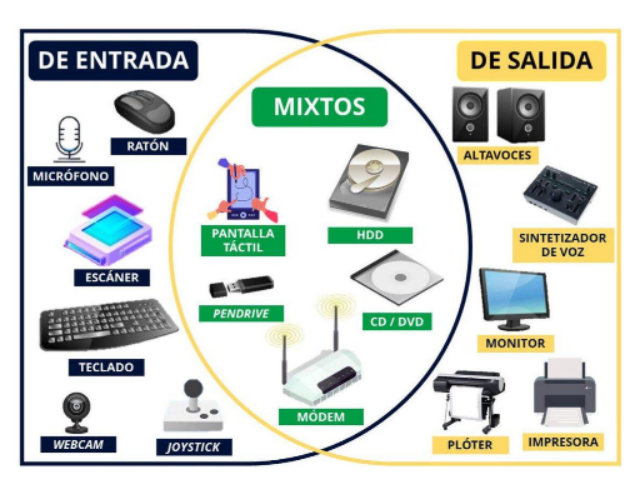 DE ENTRADA
MICRÓFONO
RATÓN
ESCÁNER
TECLADO
WEBCAM
JOYSTICK
MIXTOS
PANTALLA
TÁCTIL
HDD
PENDRIVE
CD / DVD
MÓDEM
DE SALIDA
ALTAVOCES
SINTETIZADOR
DE VOZ
MONITOR
PLÓTER
IMPRESORA